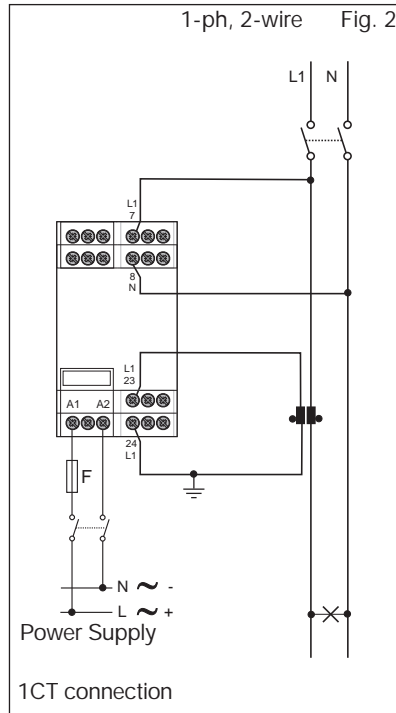 1-ph, 2-wire Fig. 2
L1 N
L1
7
8
N
L1
23
A1 A2
24
L1
F
N ~ -
L ~ +
Power Supply
1CT connection